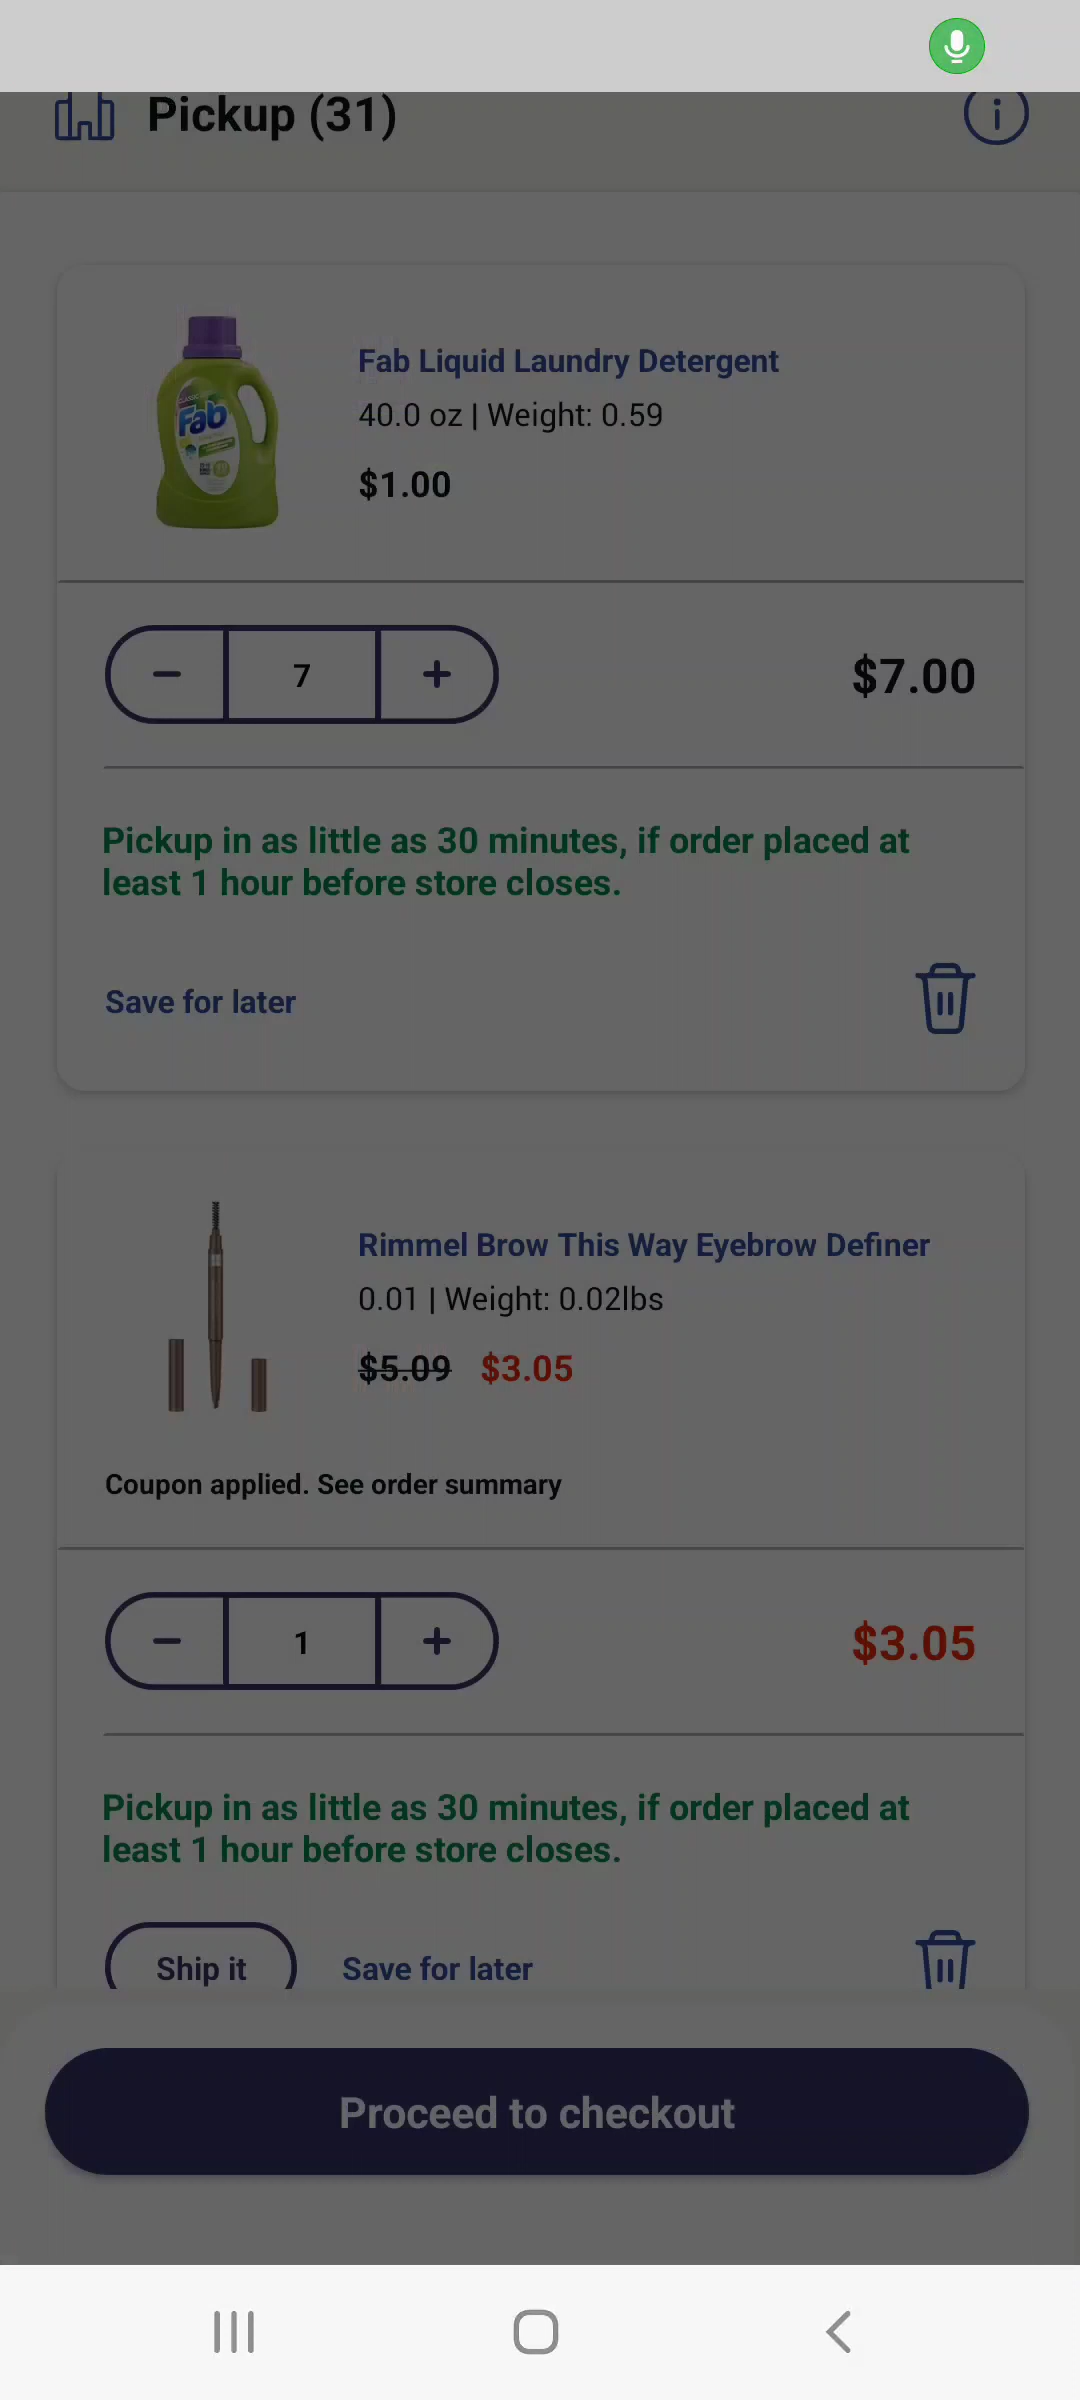 Pickup (31)
Fab Liquid Laundry Detergent
Fab
40.0 oz | Weight: 0.59
$1.00
7
$7.00
Pickup in as little as 30 minutes, if order placed at
least 1 hour before store closes.
Save for later
Rimmel Brow This Way Eyebrow Definer
0.01 | Weight: 0.02lbs
$5.09 $3.05
Coupon applied. See order summary
1
$3.05
Pickup in as little as 30 minutes, if order placed at
least 1 hour before store closes.
Ship it
Save for later
Proceed to checkout